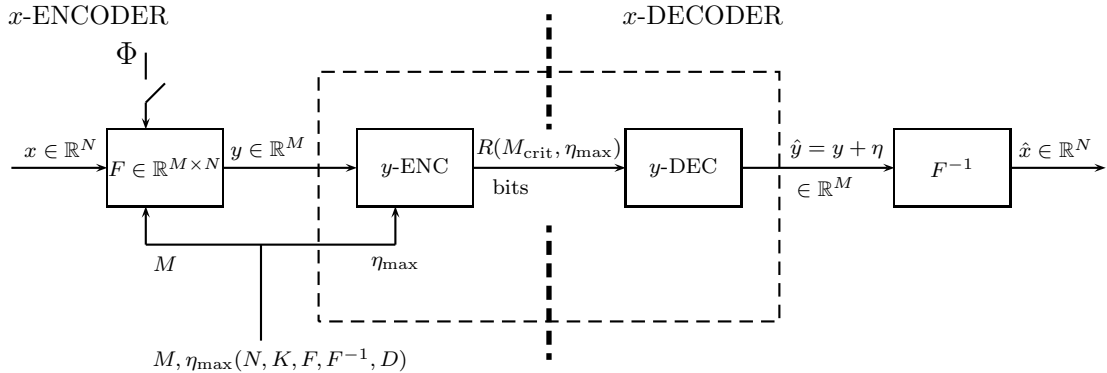 x-ENCODER
x-DECODER
Φ
x ∈ ℝ^N
F ∈ ℝ^{M×N}
y ∈ ℝ^M
y-ENC
R(M_crit, η_max)
bits
y-DEC
ŷ = y + η
∈ ℝ^M
F^{-1}
x̂ ∈ ℝ^N
M
η_max
M, η_max(N, K, F, F^{-1}, D)